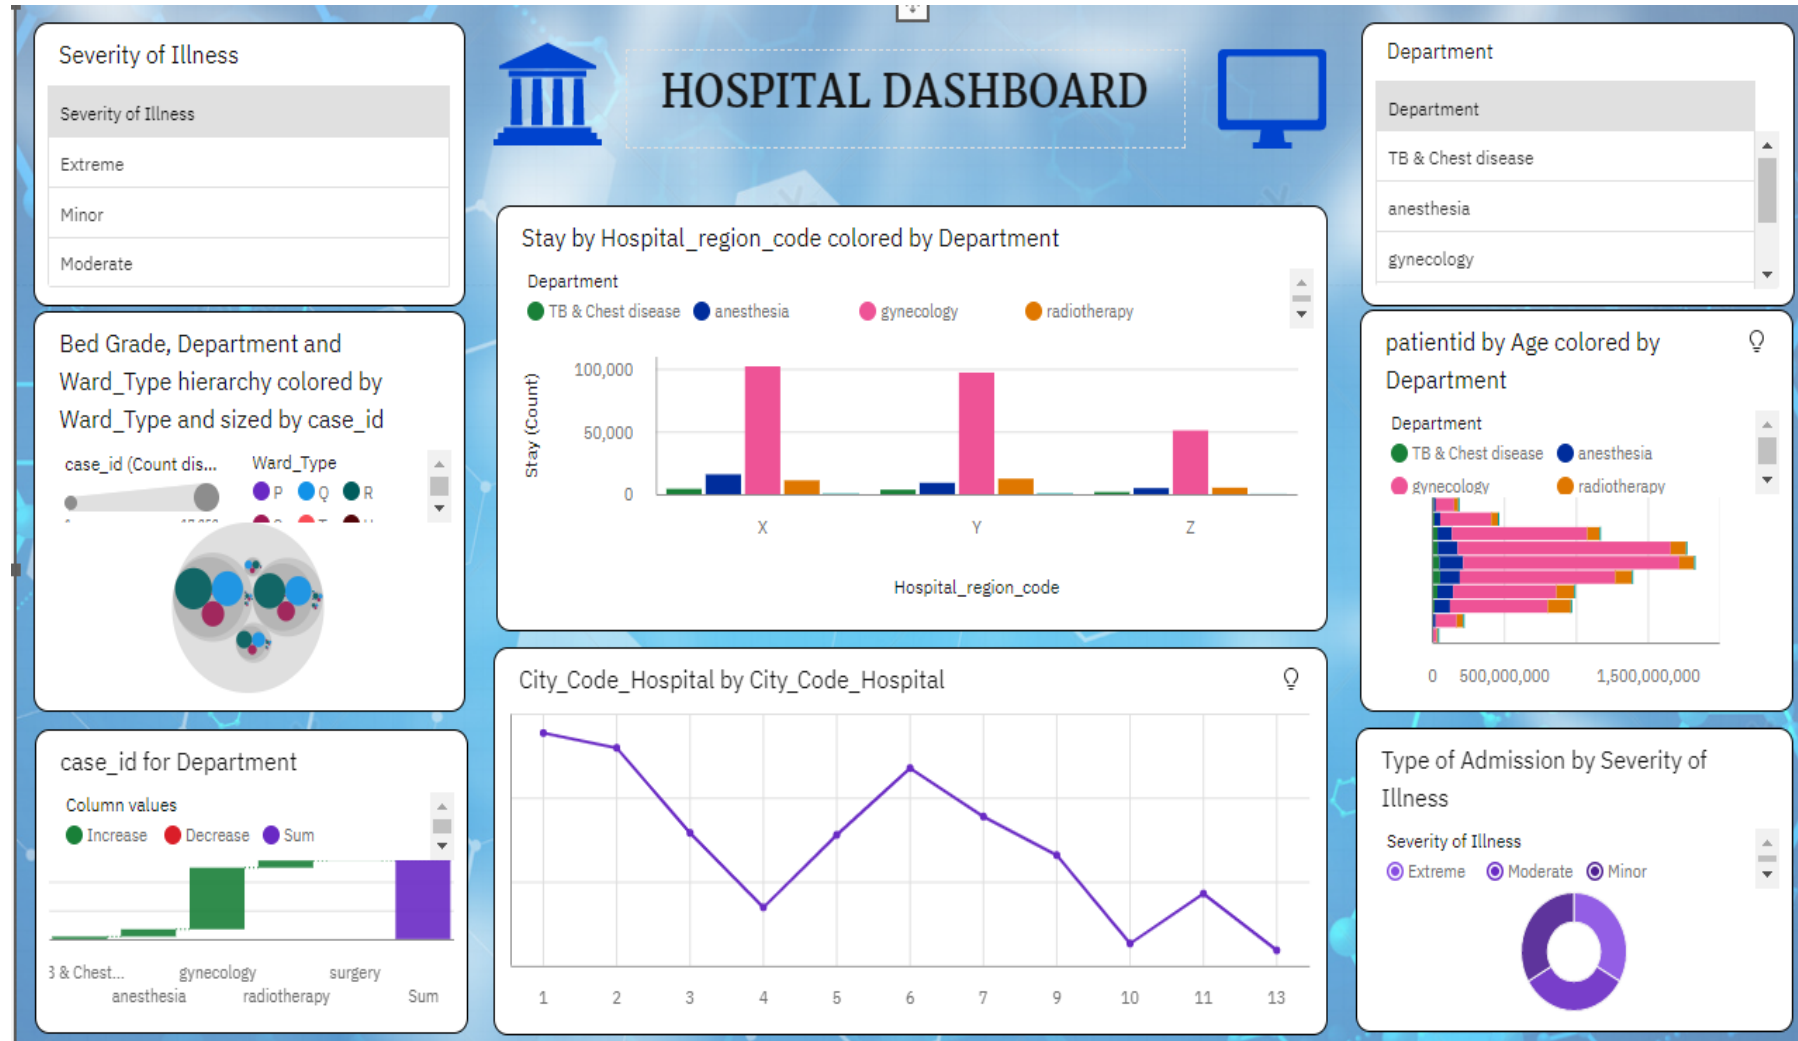 Severity of Illness
Severity of Illness
Extreme
Minor
Moderate
HOSPITAL DASHBOARD
Department
Department
TB & Chest disease
anesthesia
gynecology
Bed Grade, Department and
Ward_Type hierarchy colored by
Ward_Type and sized by case_id
case_id (Count dis...
Ward_Type
P Q R
Stay by Hospital_region_code colored by Department
Department
TB & Chest disease anesthesia gynecology radiotherapy
Stay (Count)
100,000
50,000
0
X Y Z
Hospital_region_code
patientid by Age colored by
Department
Department
TB & Chest disease anesthesia
gynecology radiotherapy
0 500,000,000 1,500,000,000
case_id for Department
Column values
Increase Decrease Sum
& Chest... gynecology surgery
anesthesia radiotherapy Sum
City_Code_Hospital by City_Code_Hospital
1 2 3 4 5 6 7 9 10 11 13
Type of Admission by Severity of
Illness
Severity of Illness
Extreme Moderate Minor